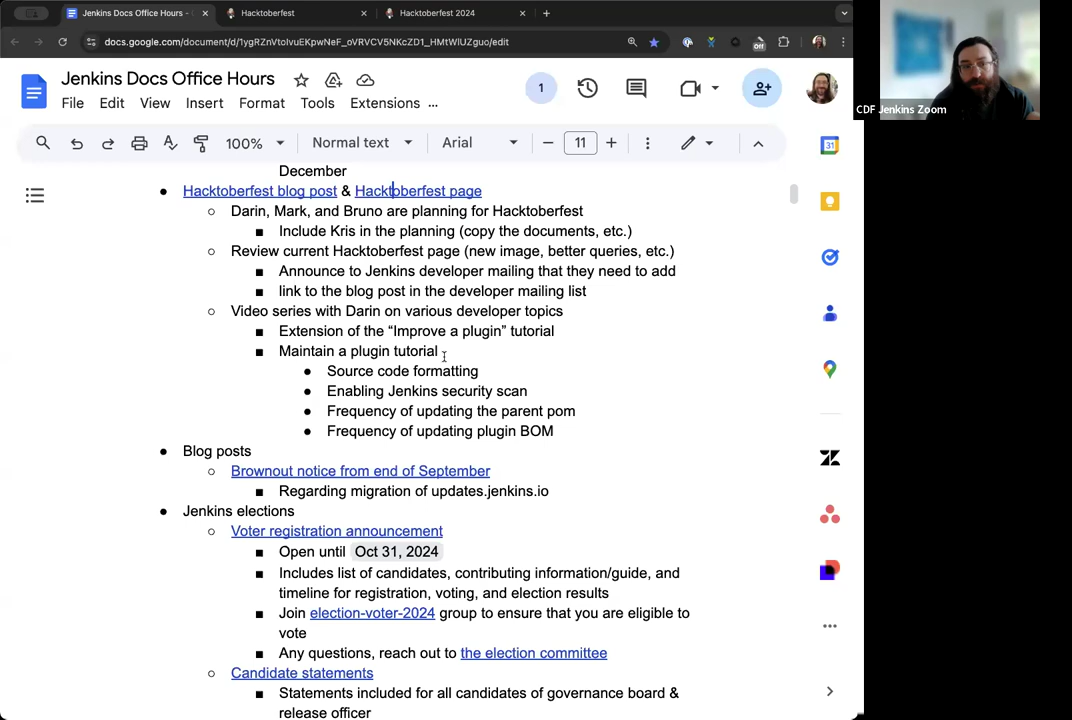 Jenkins Docs Office Hours -
Hacktoberfest
Hacktoberfest 2024
docs.google.com/document/d/1ygRZnVtolvuEKpwNeF_oVRVCV5NKcZD1_HMtWlUZguo/edit
Off
CDF Jenkins Zoom
Jenkins Docs Office Hours
File Edit View Insert Format Tools Extensions ...
1
100% Normal text Arial 11
31
December
Hacktoberfest blog post & Hacktoberfest page
Darin, Mark, and Bruno are planning for Hacktoberfest
Include Kris in the planning (copy the documents, etc.)
Review current Hacktoberfest page (new image, better queries, etc.)
Announce to Jenkins developer mailing that they need to add
link to the blog post in the developer mailing list
Video series with Darin on various developer topics
Extension of the “Improve a plugin” tutorial
Maintain a plugin tutorial
Source code formatting
Enabling Jenkins security scan
Frequency of updating the parent pom
Frequency of updating plugin BOM
Blog posts
Brownout notice from end of September
Regarding migration of updates.jenkins.io
Jenkins elections
Voter registration announcement
Open until Oct 31, 2024
Includes list of candidates, contributing information/guide, and
timeline for registration, voting, and election results
Join election-voter-2024 group to ensure that you are eligible to
vote
Any questions, reach out to the election committee
Candidate statements
Statements included for all candidates of governance board &
release officer